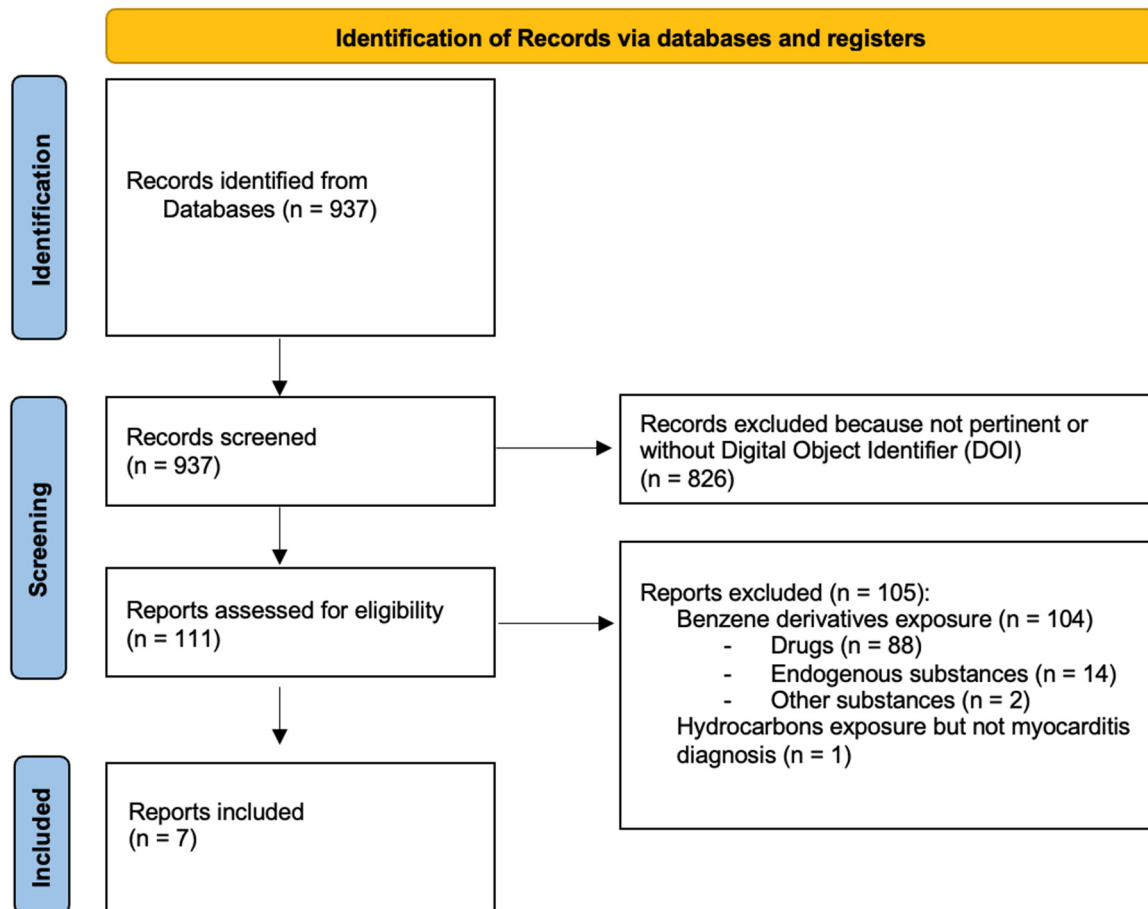 Identification of Records via databases and registers
Identification
Records identified from
Databases (n = 937)
Screening
Records screened
(n = 937)
Records excluded because not pertinent or
without Digital Object Identifier (DOI)
(n = 826)
Reports assessed for eligibility
(n = 111)
Reports excluded (n = 105):
Benzene derivatives exposure (n = 104)
- Drugs (n = 88)
- Endogenous substances (n = 14)
- Other substances (n = 2)
Hydrocarbons exposure but not myocarditis
diagnosis (n = 1)
Included
Reports included
(n = 7)